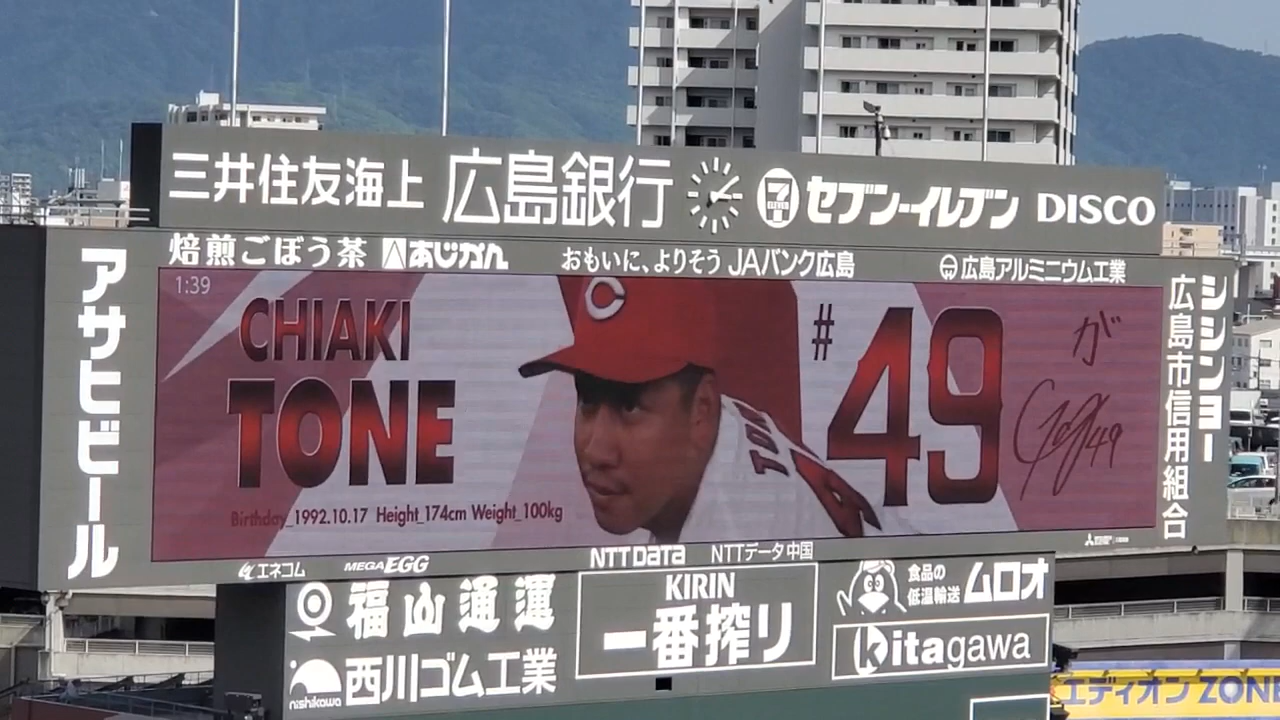 三井住友海上 広島銀行 7 ELEVEN セブン-イレブン DISCO
焙煎ごぼう茶 あじかん おもいに、よりそう JAバンク広島 広島アルミニウム工業
アサヒビール
1:39
CHIAKI
TONE
Birthday_1992.10.17 Height_174cm Weight_100kg
C
TON
#49
が
49
シシンヨー
広島市信用組合
エネコム MEGA EGG NTT DATA NTTデータ中国
福山通運
nishikawa 西川ゴム工業
KIRIN
一番搾り
食品の
低温輸送 ムロオ
kitagawa
エディオン ZONE